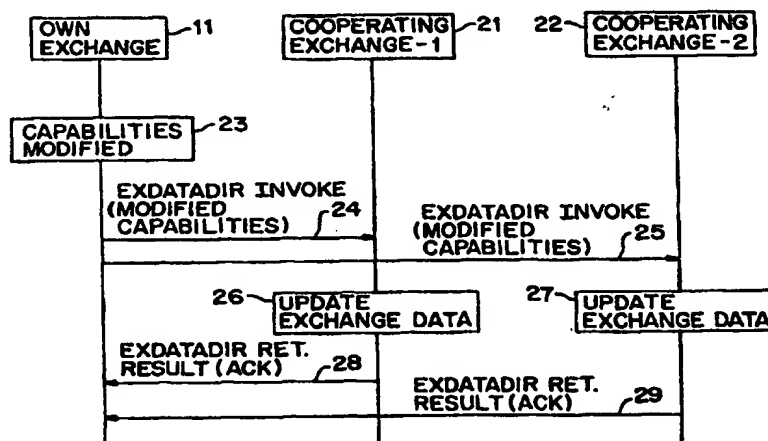 OWN
EXCHANGE
11
COOPERATING
EXCHANGE-1
21
22
COOPERATING
EXCHANGE-2
CAPABILITIES
MODIFIED
23
EXDATADIR INVOKE
(MODIFIED
CAPABILITIES)
24
EXDATADIR INVOKE
(MODIFIED
CAPABILITIES)
25
26
UPDATE
EXCHANGE DATA
27
UPDATE
EXCHANGE DATA
EXDATADIR RET.
RESULT (ACK)
28
EXDATADIR RET.
RESULT (ACK)
29